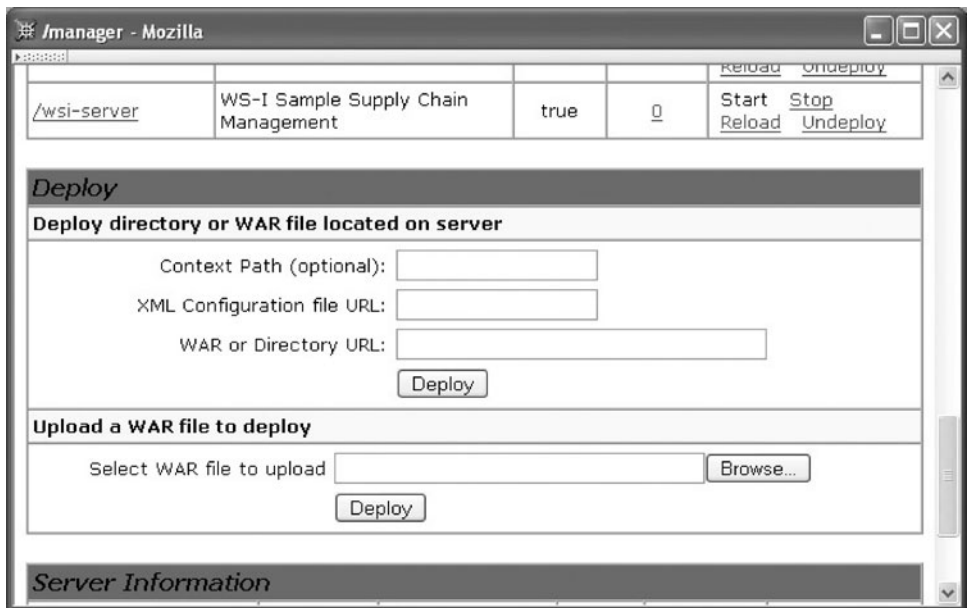 /manager - Mozilla
Reload Undeploy
/wsi-server WS-I Sample Supply Chain Management true 0 Start Stop Reload Undeploy
Deploy
Deploy directory or WAR file located on server
Context Path (optional):
XML Configuration file URL:
WAR or Directory URL:
Deploy
Upload a WAR file to deploy
Select WAR file to upload Browse...
Deploy
Server Information